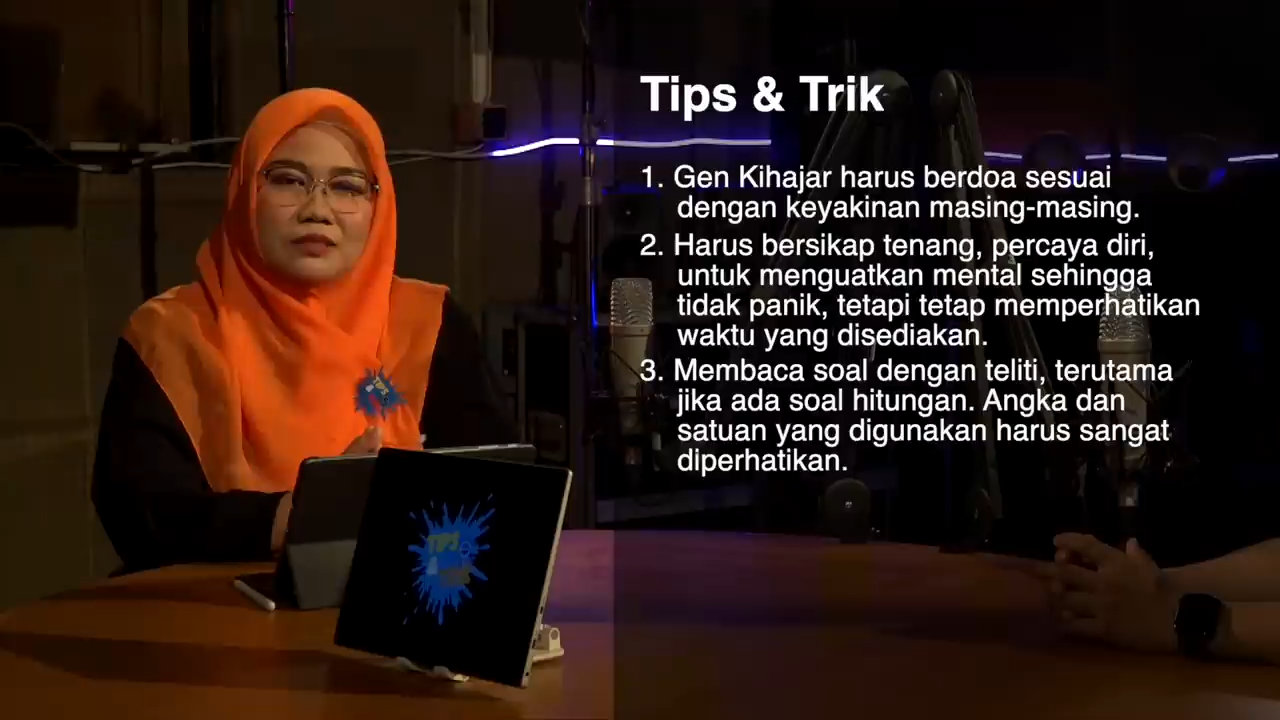 Tips & Trik
1. Gen Kihajar harus berdoa sesuai
dengan keyakinan masing-masing.
2. Harus bersikap tenang, percaya diri,
untuk menguatkan mental sehingga
tidak panik, tetapi tetap memperhatikan
waktu yang disediakan.
3. Membaca soal dengan teliti, terutama
jika ada soal hitungan. Angka dan
satuan yang digunakan harus sangat
diperhatikan.
TIPS